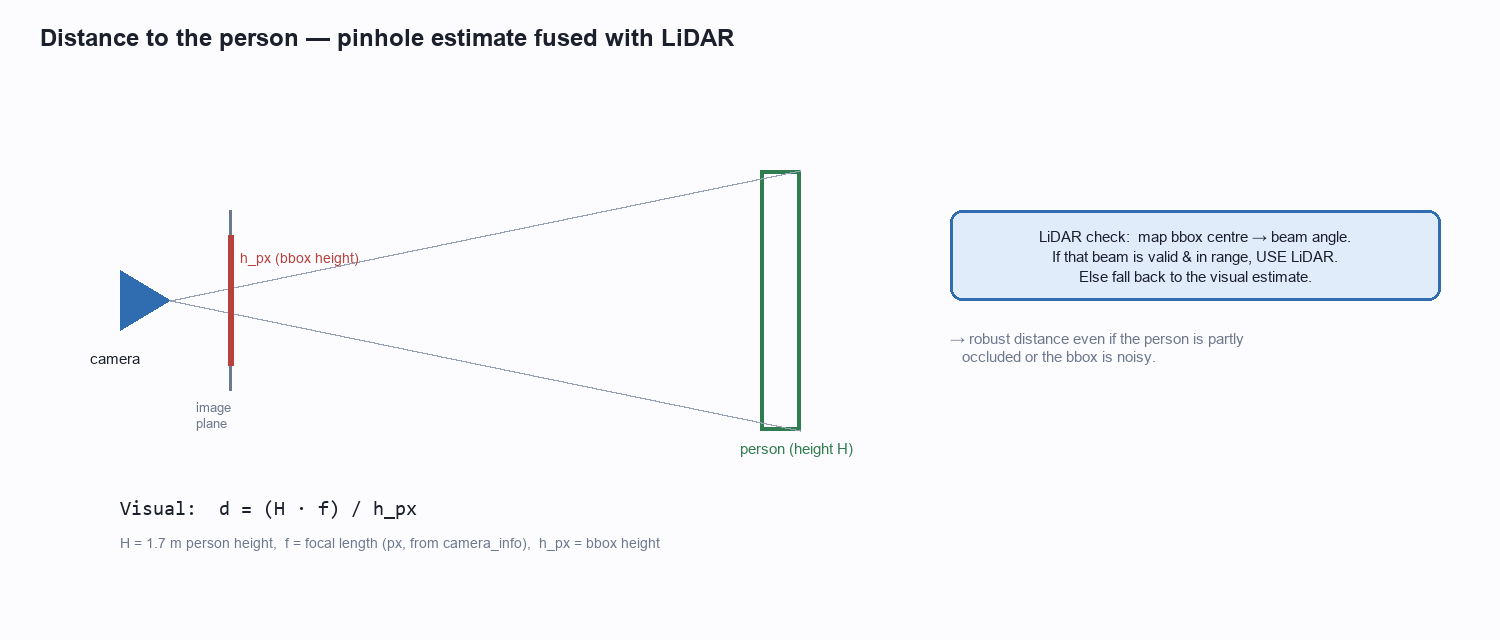 Distance to the person — pinhole estimate fused with LiDAR
h_px (bbox height)
camera
image
plane
person (height H)
LiDAR check:  map bbox centre → beam angle.
If that beam is valid & in range, USE LiDAR.
Else fall back to the visual estimate.
→ robust distance even if the person is partly
occluded or the bbox is noisy.
Visual:  d = (H · f) / h_px
H = 1.7 m person height,  f = focal length (px, from camera_info),  h_px = bbox height